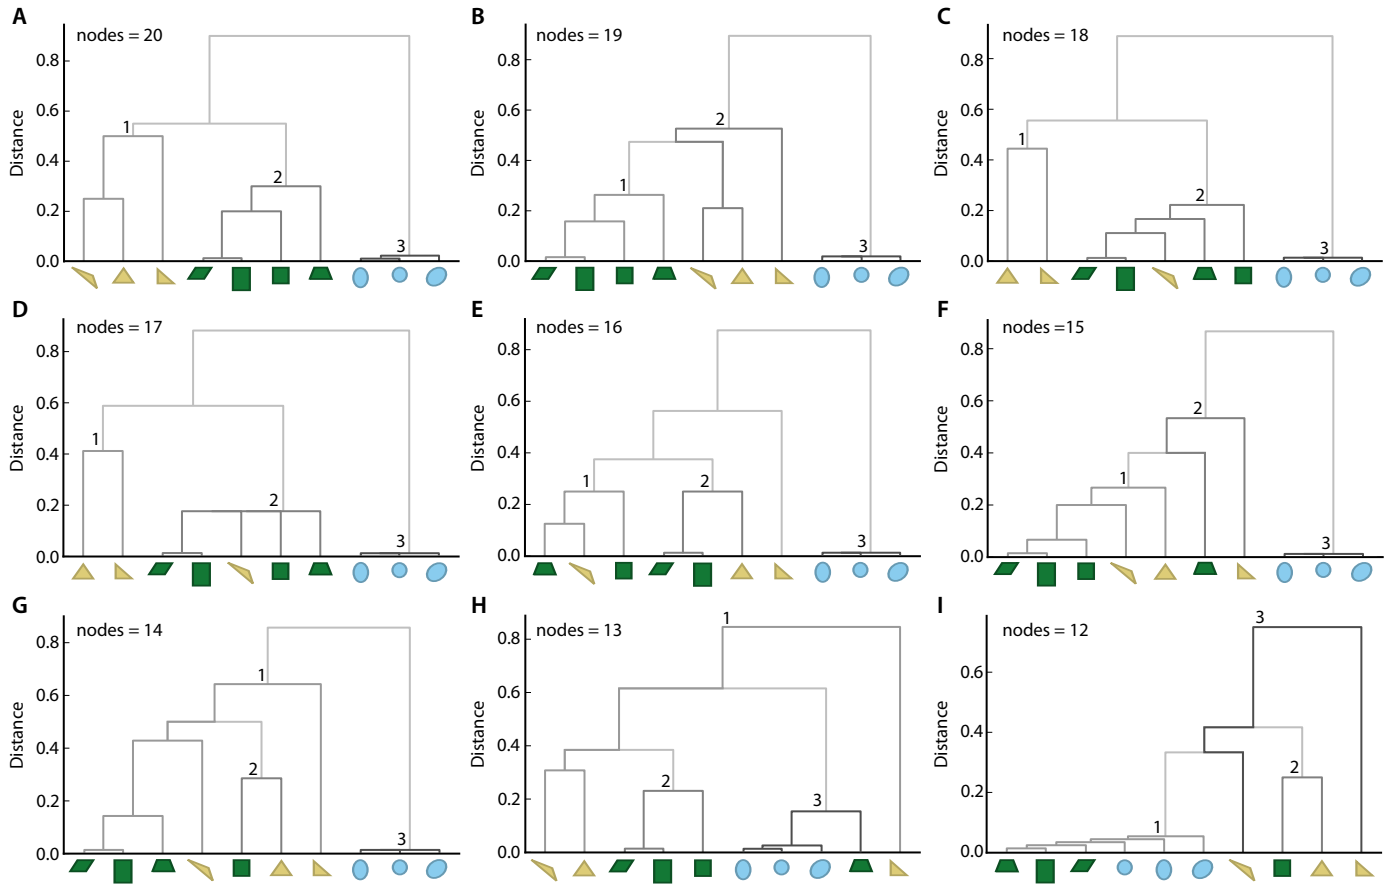 A
nodes = 20
Distance
0.8
0.6
0.4
0.2
0.0
1
2
3
B
nodes = 19
Distance
0.8
0.6
0.4
0.2
0.0
1
2
3
C
nodes = 18
Distance
0.8
0.6
0.4
0.2
0.0
1
2
3
D
nodes = 17
Distance
0.8
0.6
0.4
0.2
0.0
1
2
3
E
nodes = 16
Distance
0.8
0.6
0.4
0.2
0.0
1
2
3
F
nodes =15
Distance
0.8
0.6
0.4
0.2
0.0
1
2
3
G
nodes = 14
Distance
0.8
0.6
0.4
0.2
0.0
1
2
3
H
nodes = 13
Distance
0.8
0.6
0.4
0.2
0.0
1
2
3
I
nodes = 12
Distance
0.6
0.4
0.2
0.0
1
2
3